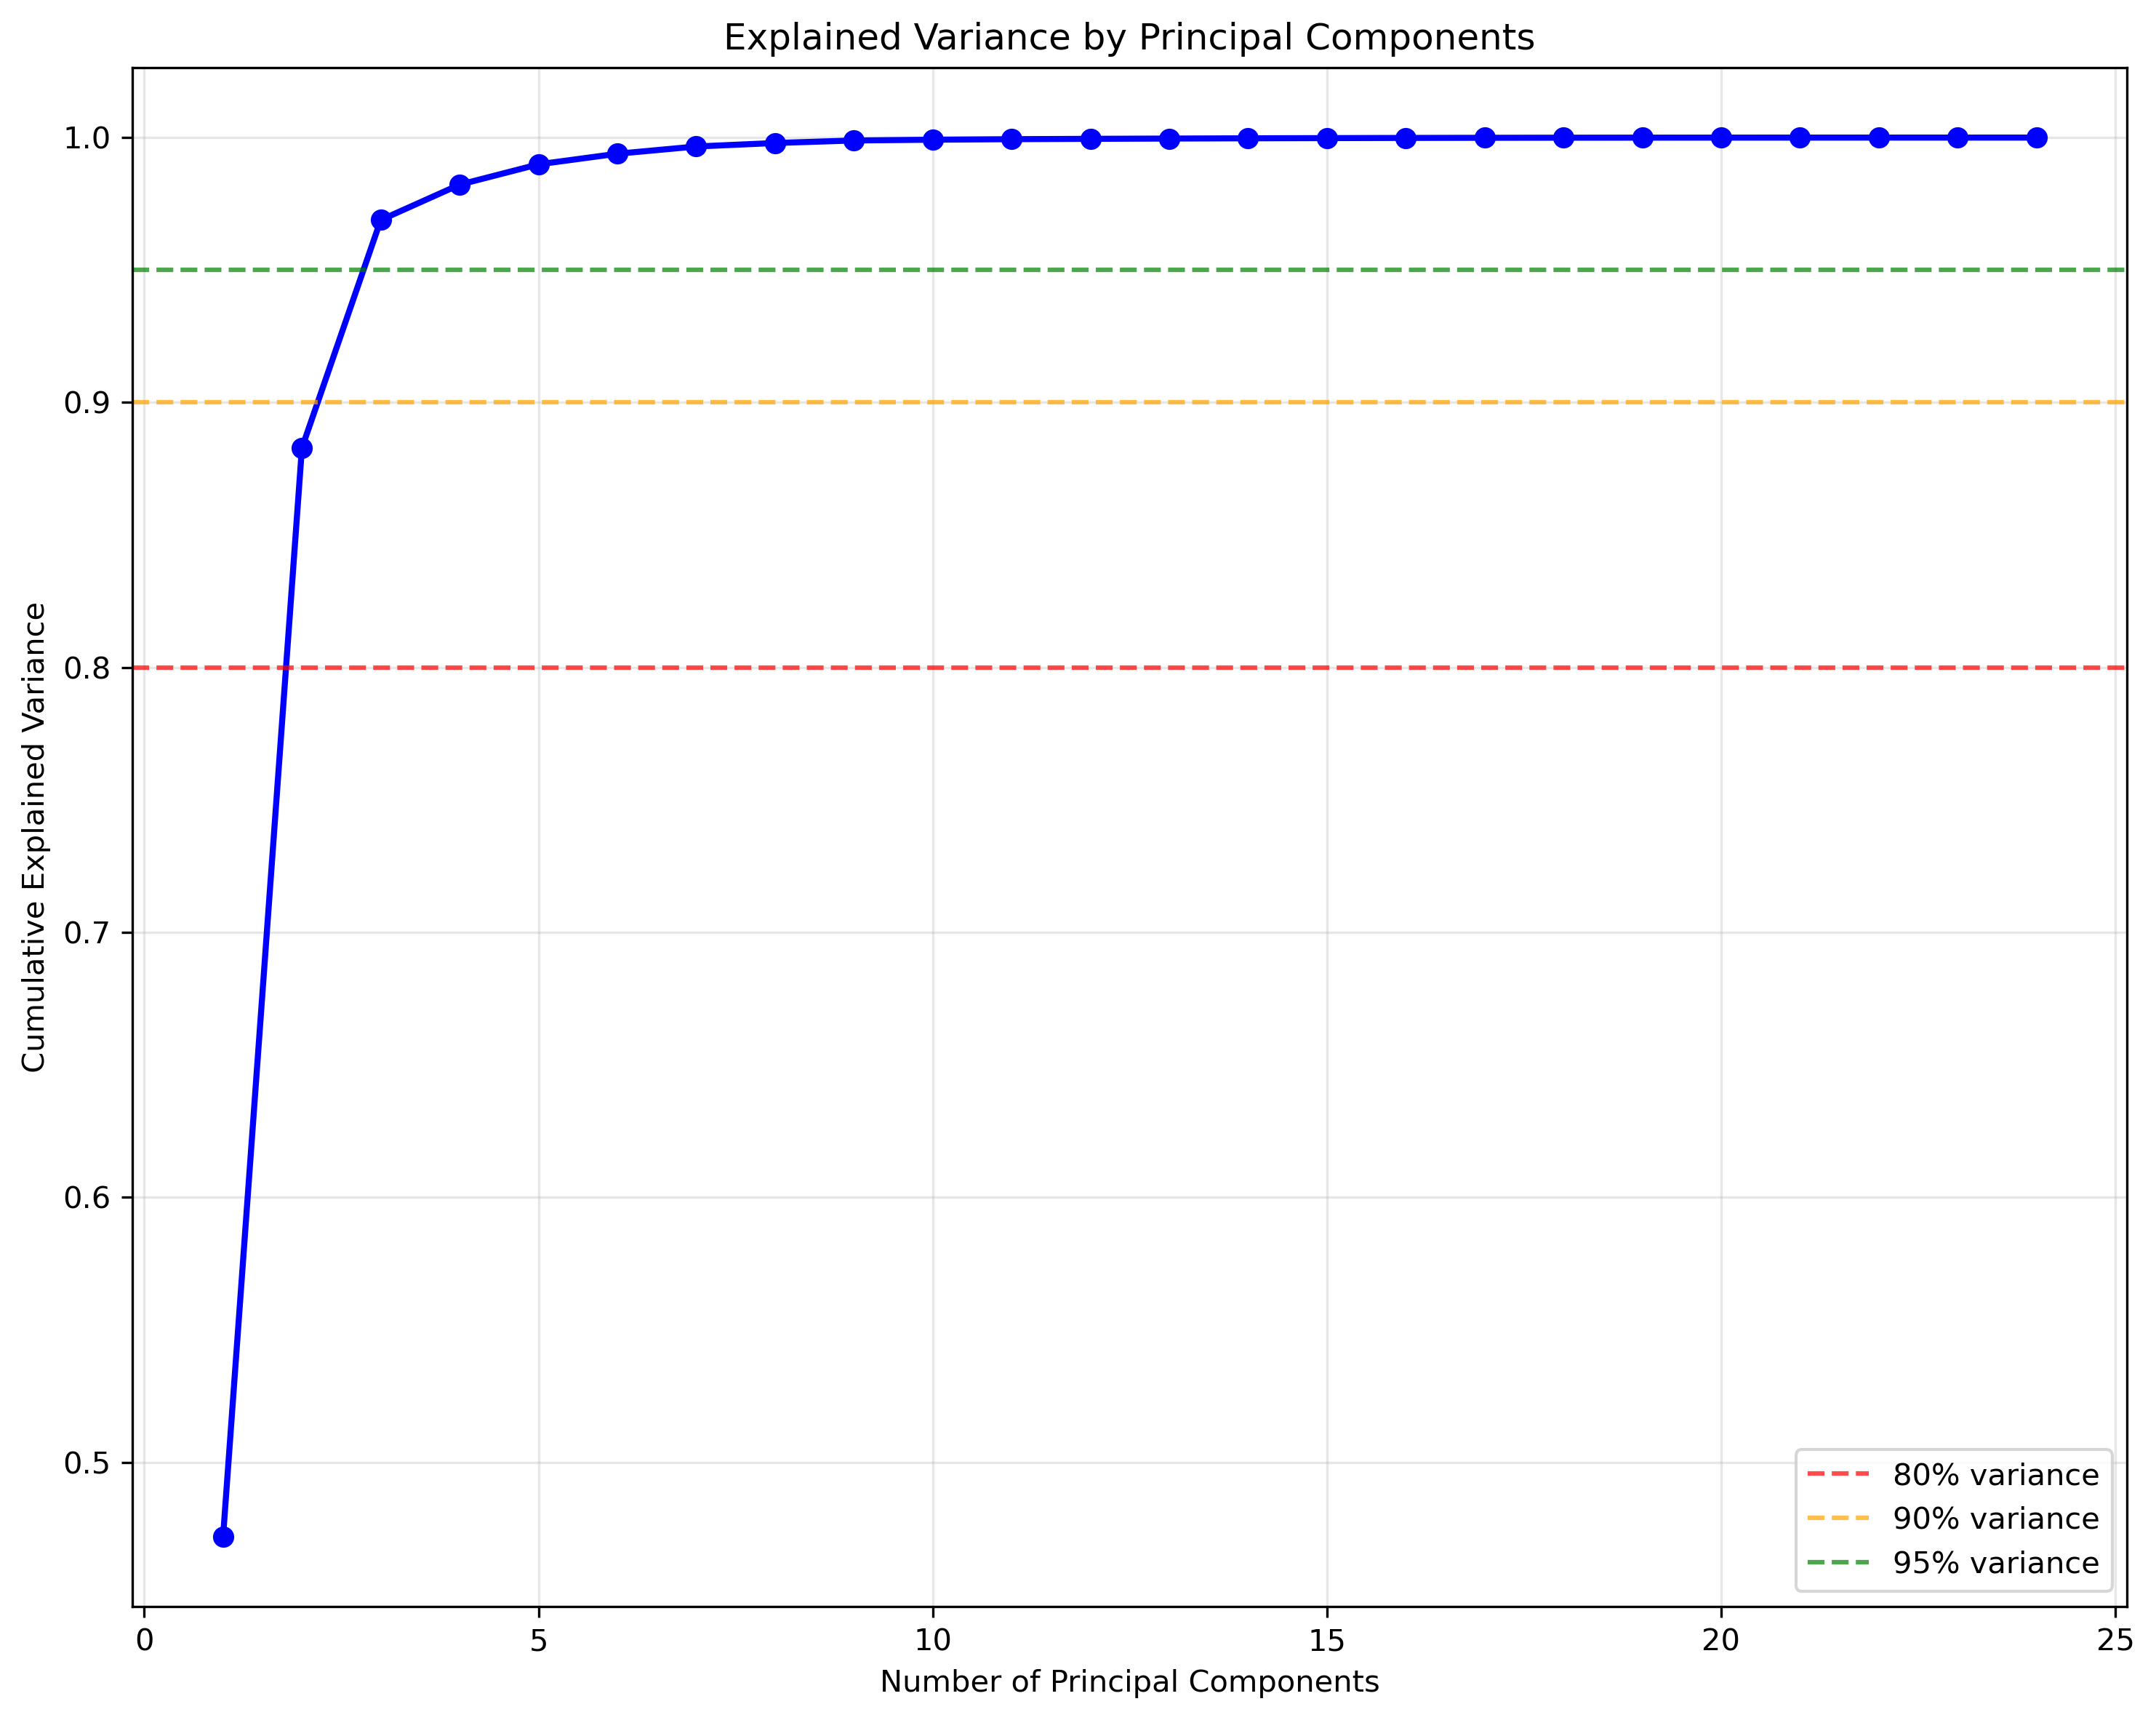 Explained Variance by Principal Components
Cumulative Explained Variance
1.0
0.9
0.8
0.7
0.6
0.5
0 5 10 15 20 25
Number of Principal Components
80% variance
90% variance
95% variance